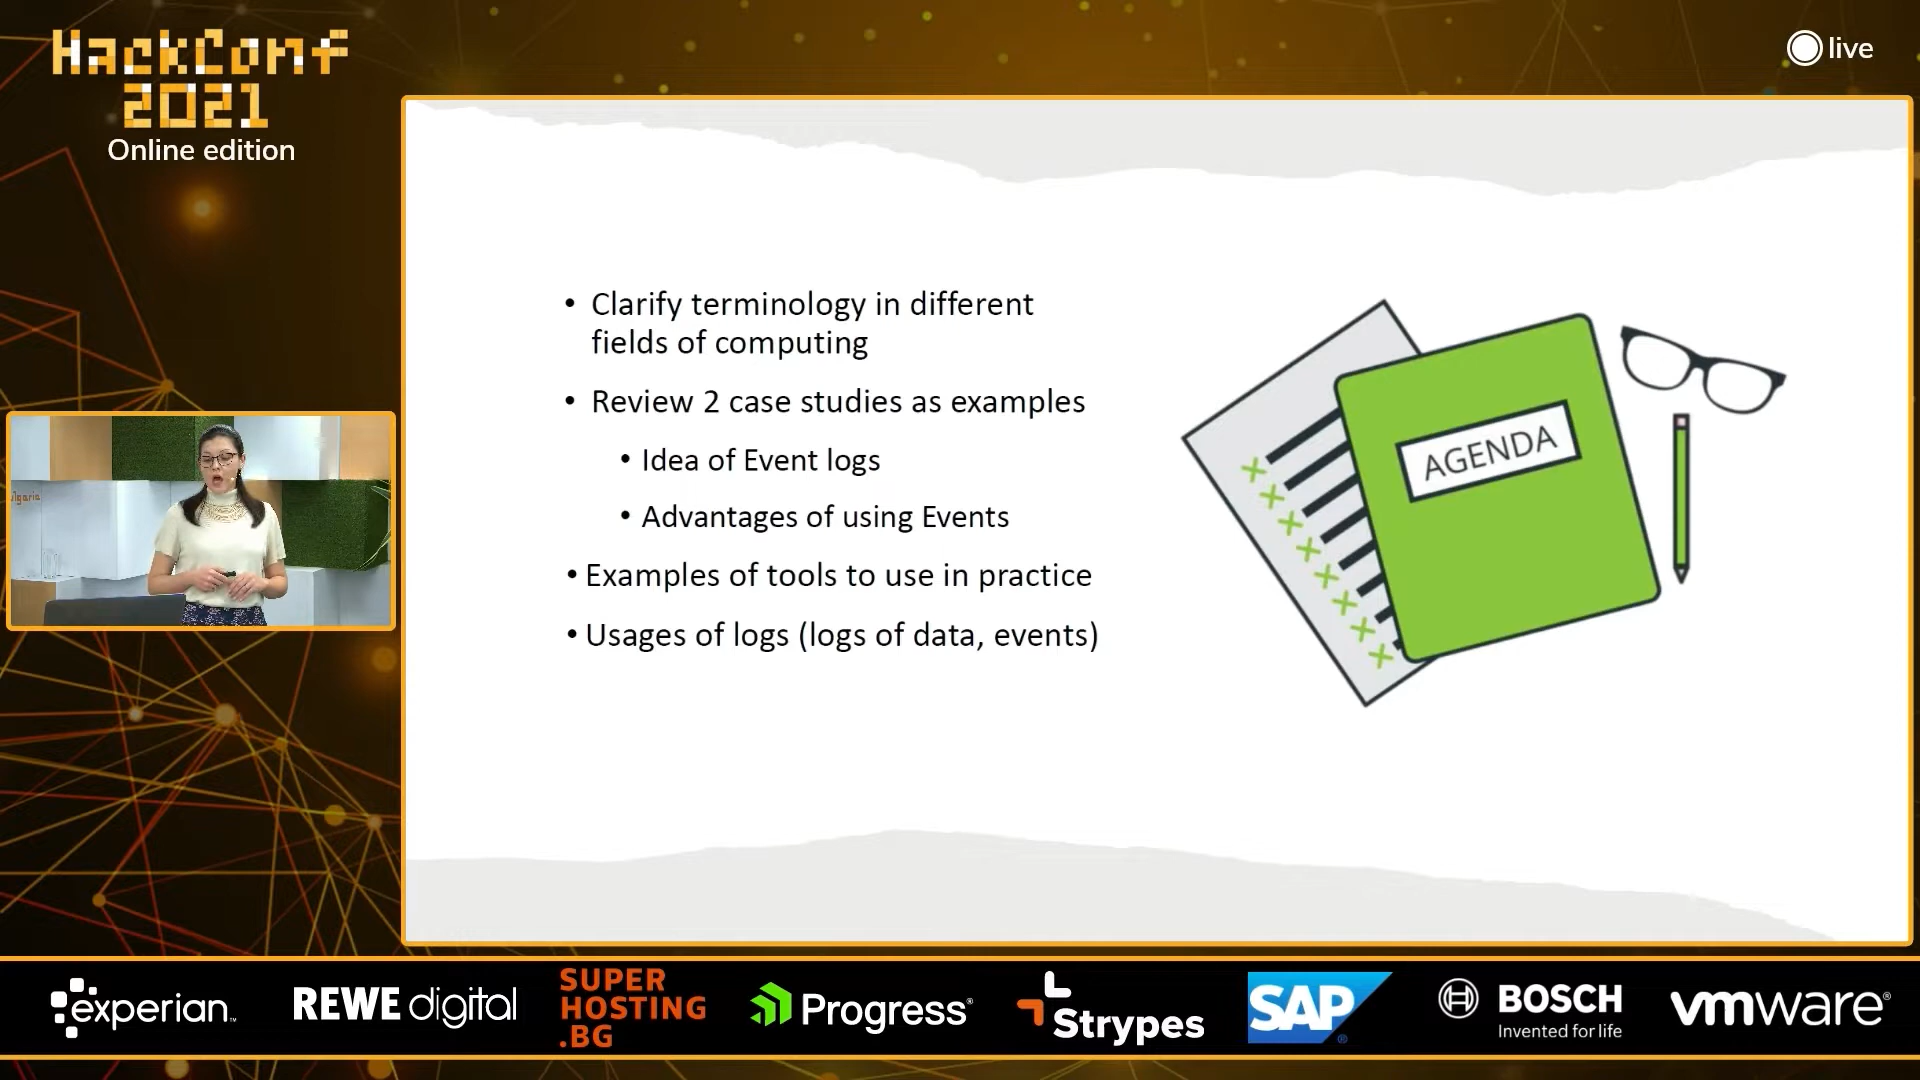 HackConf
2021
Online edition
live
• Clarify terminology in different
fields of computing
• Review 2 case studies as examples
• Idea of Event logs
• Advantages of using Events
• Examples of tools to use in practice
• Usages of logs (logs of data, events)
AGENDA
lgaria
experian™
REWE digital
SUPER
HOSTING
.BG
Progress®
Strypes
SAP®
BOSCH
Invented for life
vmware®